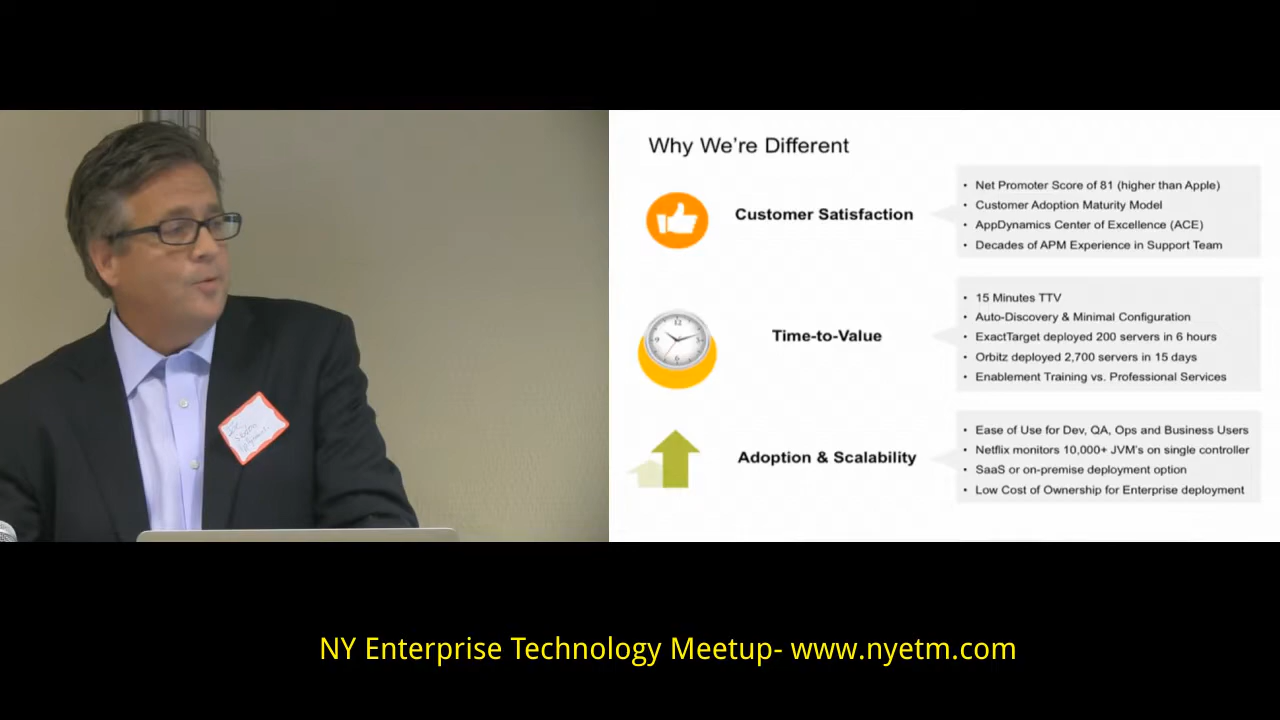 Why We're Different
Customer Satisfaction
• Net Promoter Score of 81 (higher than Apple)
• Customer Adoption Maturity Model
• AppDynamics Center of Excellence (ACE)
• Decades of APM Experience in Support Team
Time-to-Value
• 15 Minutes TTV
• Auto-Discovery & Minimal Configuration
• ExactTarget deployed 200 servers in 6 hours
• Orbitz deployed 2,700 servers in 15 days
• Enablement Training vs. Professional Services
Adoption & Scalability
• Ease of Use for Dev, QA, Ops and Business Users
• Netflix monitors 10,000+ JVM's on single controller
• SaaS or on-premise deployment option
• Low Cost of Ownership for Enterprise deployment
NY Enterprise Technology Meetup- www.nyetm.com